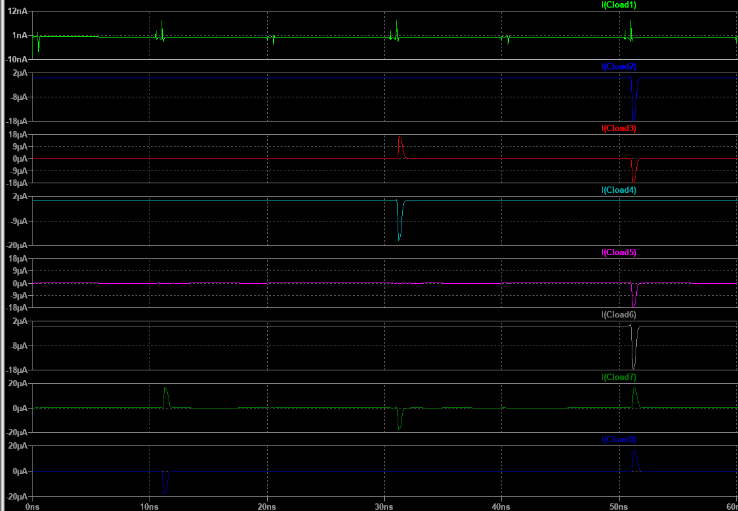 I(Cload1)
12nA
1nA
-10nA
I(Cload2)
2µA
-8µA
-18µA
I(Cload3)
18µA
9µA
0µA
-9µA
-18µA
I(Cload4)
2µA
-9µA
-20µA
I(Cload5)
18µA
9µA
0µA
-9µA
-18µA
I(Cload6)
2µA
-8µA
-18µA
I(Cload7)
20µA
0µA
-20µA
I(Cload8)
20µA
0µA
-20µA
0ns 10ns 20ns 30ns 40ns 50ns